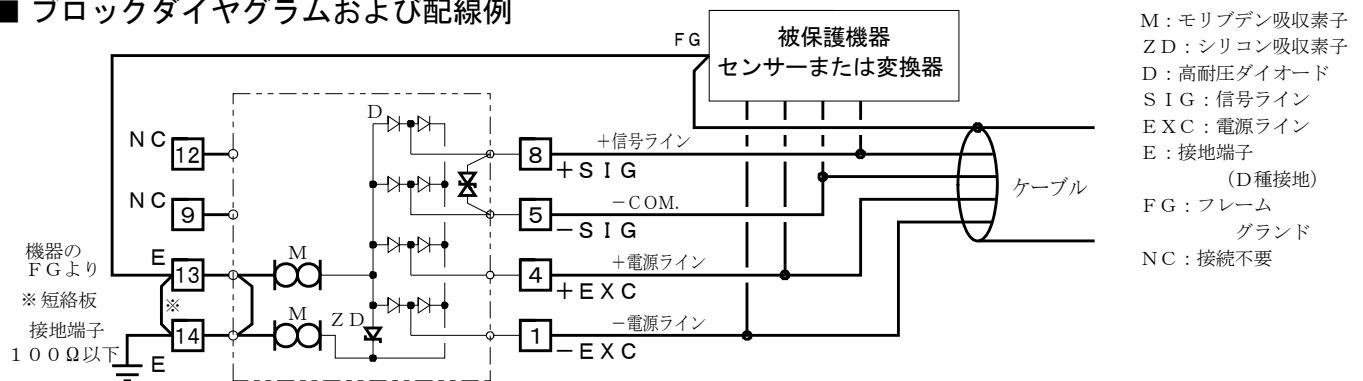 ■ ブロックダイヤグラムおよび配線例
FG
被保護機器
センサーまたは変換器
M:モリブデン吸収素子
ZD:シリコン吸収素子
D:高耐圧ダイオード
SIG:信号ライン
EXC:電源ライン
E:接地端子
(D種接地)
FG:フレーム
グランド
NC:接続不要
D
NC
12
8
+信号ライン
+SIG
NC
9
5
−COM.
−SIG
ケーブル
機器の
FGより
E
13
M
4
+電源ライン
+EXC
※短絡板
※
接地端子
100Ω以下
14
E
M
ZD
1
−電源ライン
−EXC